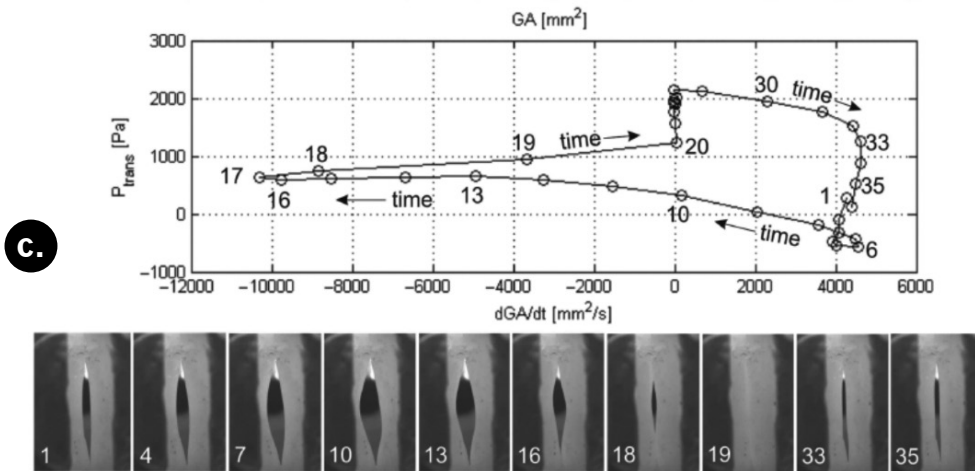 GA [mm²]
3000
2000
1000
0
−1000
P_trans [Pa]
30
time
33
35
1
6
time
20
19
18
17
16
time
13
10
time
−12000 −10000 −8000 −6000 −4000 −2000 0 2000 4000 6000
dGA/dt [mm²/s]
c.
1 4 7 10 13 16 18 19 33 35